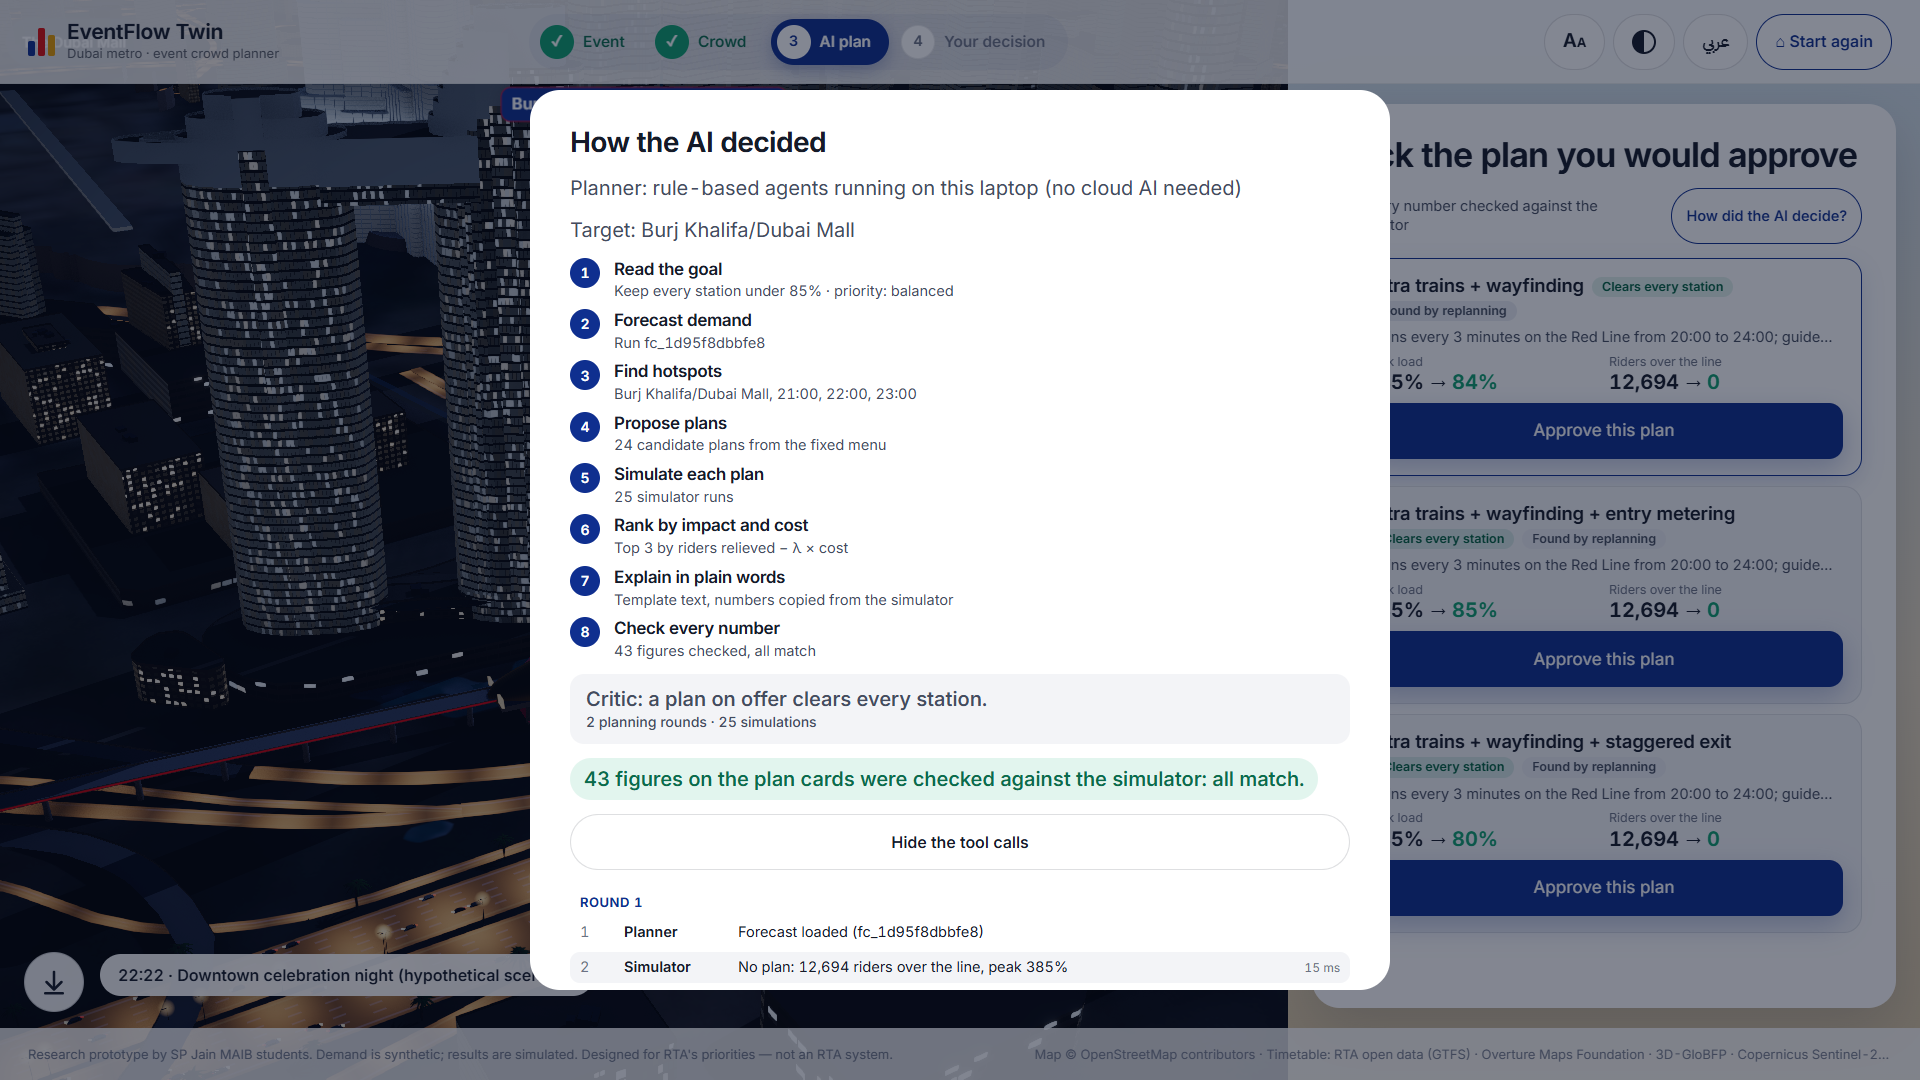 EventFlow Twin
Dubai metro · event crowd planner
Event
Crowd
3 AI plan
4 Your decision
AA
عربي
Start again
How the AI decided
Planner: rule-based agents running on this laptop (no cloud AI needed)
Target: Burj Khalifa/Dubai Mall
1 Read the goal
Keep every station under 85% · priority: balanced
2 Forecast demand
Run fc_1d95f8dbbfe8
3 Find hotspots
Burj Khalifa/Dubai Mall, 21:00, 22:00, 23:00
4 Propose plans
24 candidate plans from the fixed menu
5 Simulate each plan
25 simulator runs
6 Rank by impact and cost
Top 3 by riders relieved − λ × cost
7 Explain in plain words
Template text, numbers copied from the simulator
8 Check every number
43 figures checked, all match
Critic: a plan on offer clears every station.
2 planning rounds · 25 simulations
43 figures on the plan cards were checked against the simulator: all match.
Hide the tool calls
ROUND 1
1 Planner Forecast loaded (fc_1d95f8dbbfe8)
2 Simulator No plan: 12,694 riders over the line, peak 385% 15 ms
the plan you would approve
number checked against the
How did the AI decide?
trains + wayfinding Clears every station
by replanning
every 3 minutes on the Red Line from 20:00 to 24:00; guide...
load Riders over the line
5% → 84% 12,694 → 0
Approve this plan
trains + wayfinding + entry metering
Clears every station Found by replanning
every 3 minutes on the Red Line from 20:00 to 24:00; guide...
load Riders over the line
5% → 85% 12,694 → 0
Approve this plan
trains + wayfinding + staggered exit
Clears every station Found by replanning
every 3 minutes on the Red Line from 20:00 to 24:00; guide...
load Riders over the line
5% → 80% 12,694 → 0
Approve this plan
22:22 · Downtown celebration night (hypothetical
Research prototype by SP Jain MAIB students. Demand is synthetic; results are simulated. Designed for RTA's priorities — not an RTA system.
Map © OpenStreetMap contributors · Timetable: RTA open data (GTFS) · Overture Maps Foundation · 3D-GloBFP · Copernicus Sentinel-2...